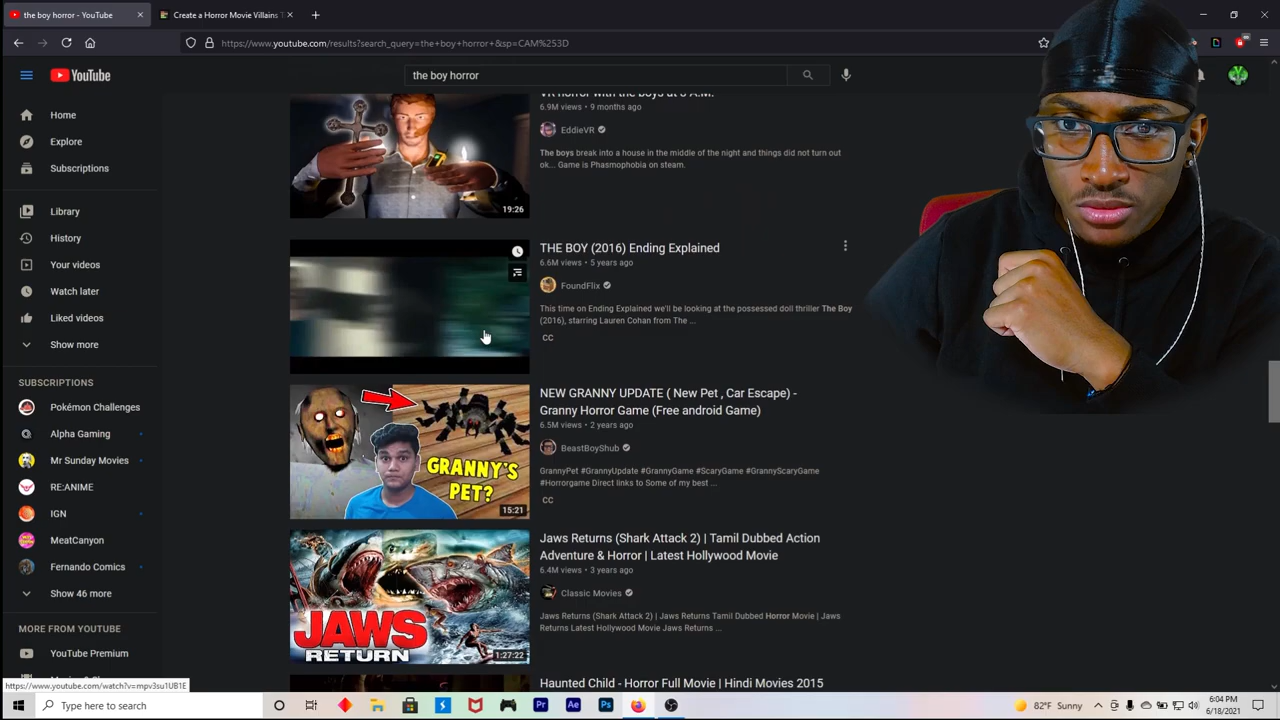 the boy horror - YouTube
Create a Horror Movie Villains T
https://www.youtube.com/results?search_query=the+boy+horror+&sp=CAM%253D
YouTube
the boy horror
Home
Explore
Subscriptions
Library
History
Your videos
Watch later
Liked videos
Show more
SUBSCRIPTIONS
Pokémon Challenges
Alpha Gaming
Mr Sunday Movies
RE:ANIME
IGN
MeatCanyon
Fernando Comics
Show 46 more
MORE FROM YOUTUBE
YouTube Premium
https://www.youtube.com/watch?v=mpv3su1UB1E
VR horror with the boys at 3 A.M.
6.9M views • 9 months ago
EddieVR
The boys break into a house in the middle of the night and things did not turn out
ok... Game is Phasmophobia on steam.
19:26
THE BOY (2016) Ending Explained
6.6M views • 5 years ago
FoundFlix
This time on Ending Explained we'll be looking at the possessed doll thriller The Boy
(2016), starring Lauren Cohan from The ...
CC
NEW GRANNY UPDATE ( New Pet , Car Escape) -
Granny Horror Game (Free android Game)
6.5M views • 2 years ago
BeastBoyShub
GrannyPet #GrannyUpdate #GrannyGame #ScaryGame #GrannyScaryGame
#Horrorgame Direct links to Some of my best ...
CC
GRANNY'S
PET?
15:21
Jaws Returns (Shark Attack 2) | Tamil Dubbed Action
Adventure & Horror | Latest Hollywood Movie
6.4M views • 3 years ago
Classic Movies
Jaws Returns (Shark Attack 2) | Jaws Returns Tamil Dubbed Horror Movie | Jaws
Returns Latest Hollywood Movie Jaws Returns ...
JAWS
RETURN
1:27:22
Haunted Child - Horror Full Movie | Hindi Movies 2015
Type here to search
Pr
Ae
Ps
82°F Sunny
6:04 PM
6/18/2021